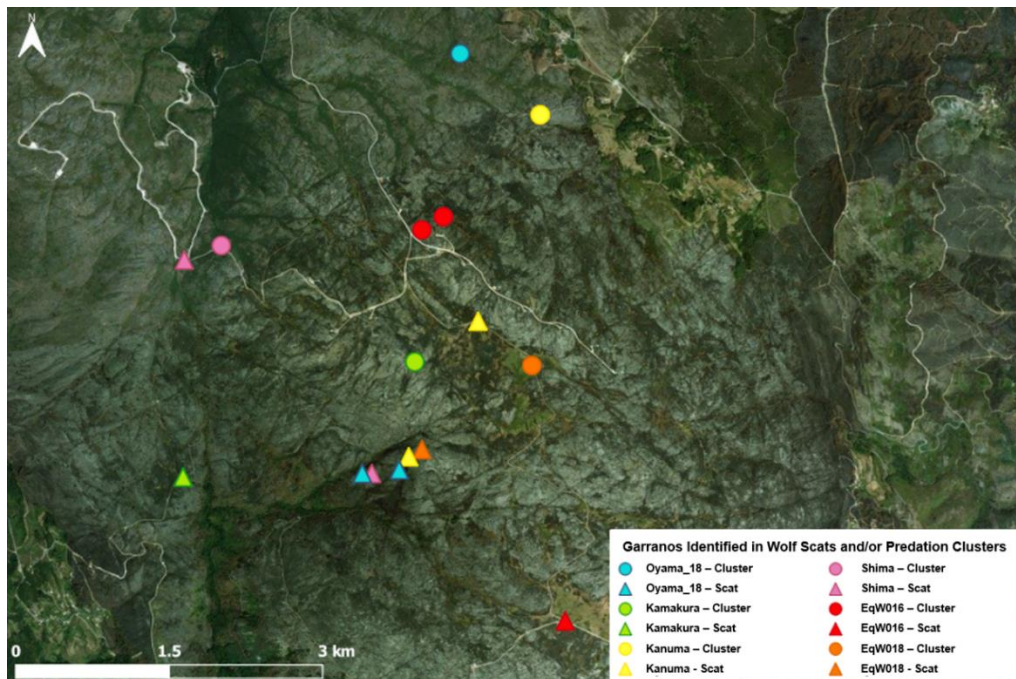 N
Garranos Identified in Wolf Scats and/or Predation Clusters
Oyama_18 – Cluster
Shima – Cluster
Oyama_18 – Scat
Shima – Scat
Kamakura – Cluster
EqW016 – Cluster
Kamakura – Scat
EqW016 – Scat
Kanuma – Cluster
EqW018 – Cluster
Kanuma - Scat
EqW018 - Scat
0 1.5 3 km